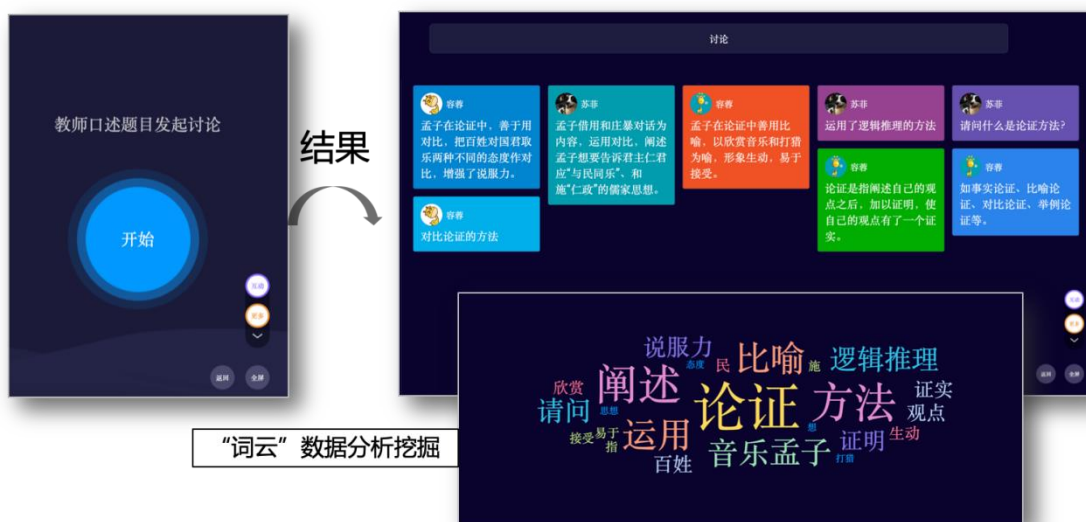 教师口述题目发起讨论
开始
互动
更多
返回
全屏
结果
讨论
容蓉
孟子在论证中，善于用
对比，把百姓对国君取
乐两种不同的态度作对
比，增强了说服力。
容蓉
对比论证的方法
苏菲
孟子借用和庄暴对话为
内容，运用对比，阐述
孟子想要告诉君主仁君
应“与民同乐”、和
施“仁政”的儒家思想。
容蓉
孟子在论证中善用比
喻，以欣赏音乐和打猎
为喻，形象生动，易于
接受。
苏菲
运用了逻辑推理的方法
容蓉
论证是指阐述自己的观
点之后，加以证明，使
自己的观点有了一个证
实。
苏菲
请问什么是论证方法?
容蓉
如事实论证、比喻论
证、对比论证、举例论
证等。
互动
更多
返回
全屏
“词云”数据分析挖掘
说服力
态度
民
比喻
施
逻辑推理
欣赏
阐述
论证
方法
证实
请问
思想
观点
接受
易于
指
运用
想
音乐孟子
证明
生动
百姓
打猎